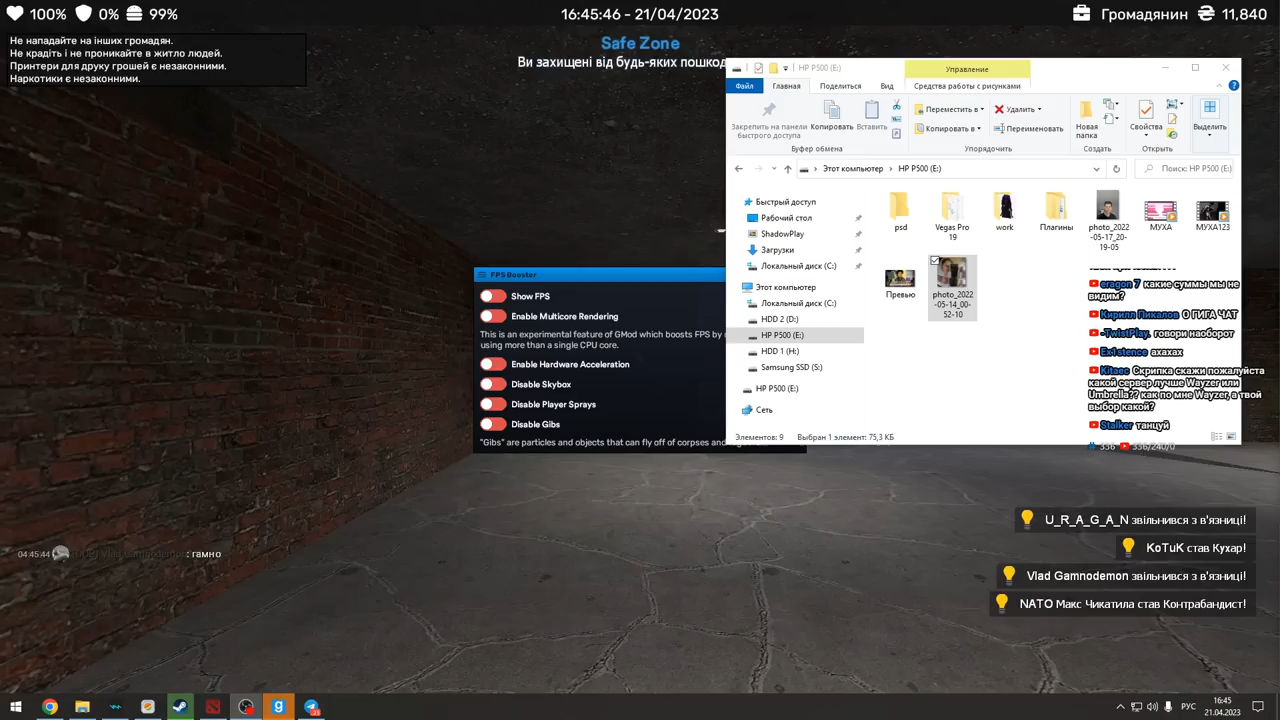 100% 0% 99%
16:45:46 - 21/04/2023
Громадянин 11,840
Не нападайте на інших громадян.
Не крадіть і не проникайте в житло людей.
Принтери для друку грошей є незаконними.
Наркотики є незаконними.
Safe Zone
Ви захищені від будь-яких пошкод
HP P500 (E:)
Управление
Файл Главная Поделиться Вид Средства работы с рисунками
Закрепить на панели
быстрого доступа
Копировать
Вставить
Переместить в
Копировать в
Удалить
Переименовать
Новая
папка
Свойства
Выделить
Буфер обмена Упорядочить Создать Открыть
Этот компьютер HP P500 (E:)
Поиск: HP P500 (E:)
Быстрый доступ
Рабочий стол
ShadowPlay
Загрузки
Локальный диск (C:)
Этот компьютер
Локальный диск (C:)
HDD 2 (D:)
HP P500 (E:)
HDD 1 (H:)
Samsung SSD (S:)
HP P500 (E:)
Сеть
psd
Vegas Pro
19
work
Плагины
photo_2022
-05-17_20-
19-05
МУХА
МУХА123
Превью
photo_2022
-05-14_00-
52-10
Элементов: 9 Выбран 1 элемент: 75,3 КБ
eragon 7 какие суммы мы не
видим?
Кирилл Пикалов О ГИГА ЧАТ
-TwistPlay. говори наоборот
Ex1stence ахахах
Kitaec Скрипка скажи пожалуйста
какой сервер лучше Wayzer или
Umbrella?? как по мне Wayzer, а твой
выбор какой?
Stalker танцуй
336 336/240/0
FPS Booster
Show FPS
Enable Multicore Rendering
This is an experimental feature of GMod which boosts FPS by
using more than a single CPU core.
Enable Hardware Acceleration
Disable Skybox
Disable Player Sprays
Disable Gibs
"Gibs" are particles and objects that can fly off of corpses and
U_R_A_G_A_N звільнився з в'язниці!
КоТuК став Кухар!
Vlad Gamnodemon звільнився з в'язниці!
NATO Макс Чикатила став Контрабандист!
04:45:44 Vlad Gamnodemon: гамно
РУС
16:45
21.04.2023